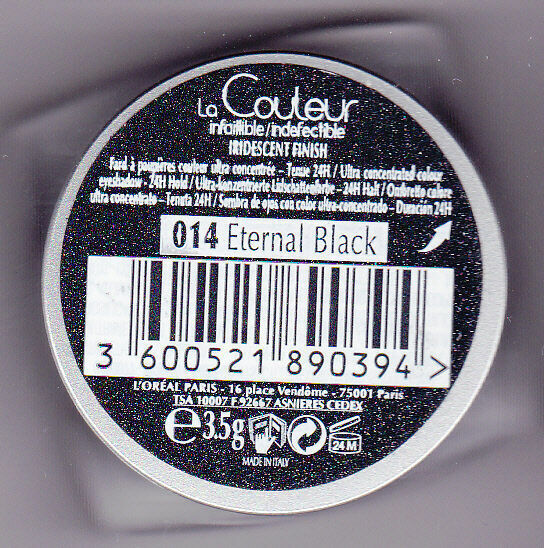 La Couleur
infaillible/indefectible
IRIDESCENT FINISH
Fard à paupières couleur ultra concentrée - Tenue 24H / Ultra concentrated colour
eyeshadow - 24H Hold / Ultra-konzentrierte Lidschattenfarbe - 24H Halt / Ombretto colore
ultra concentrato - Tenuta 24H / Sombra de ojos con color ultra-concentrado - Duración 24H
014 Eternal Black
3 600521 890394 >
L'ORÉAL PARIS - 16 place Vendôme - 75001 Paris
TSA 10007 F-92667 ASNIERES CEDEX
e 3.5g 24 M
MADE IN ITALY